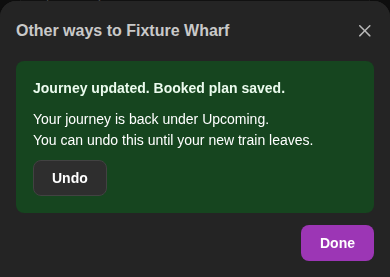 Other ways to Fixture Wharf
Journey updated. Booked plan saved.
Your journey is back under Upcoming.
You can undo this until your new train leaves.
Undo
Done